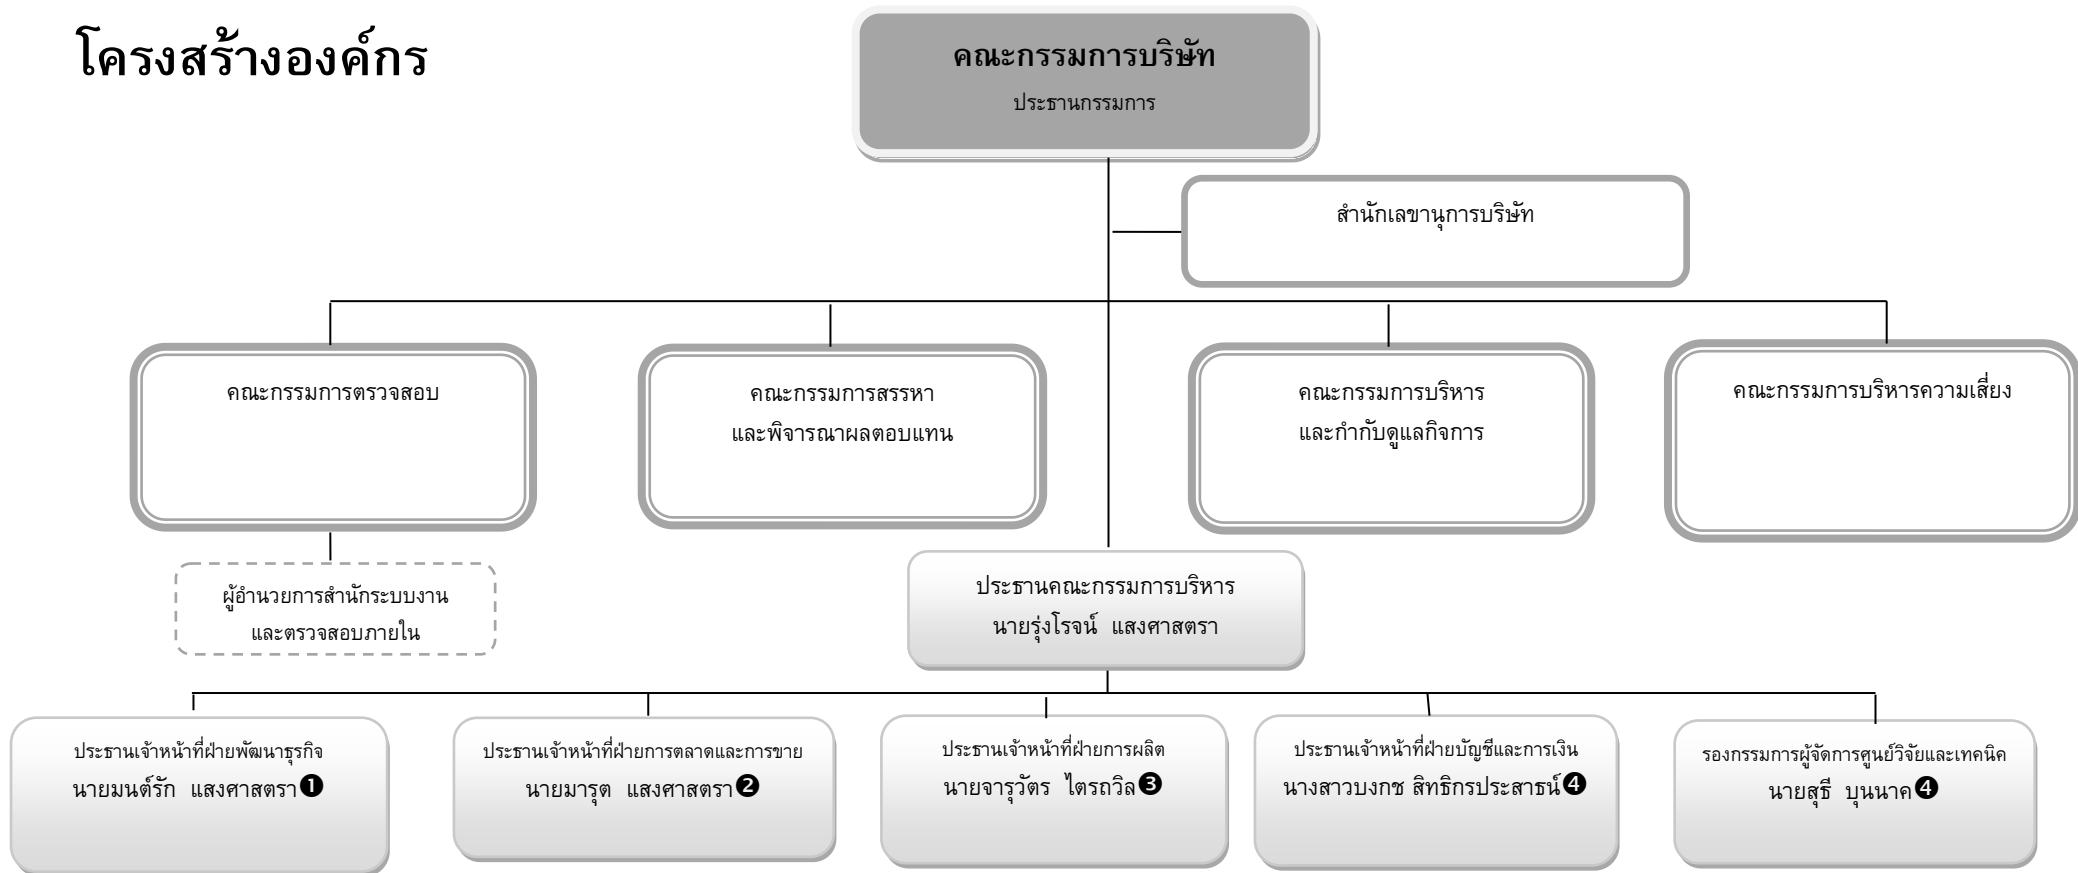 โครงสร้างองค์กร
คณะกรรมการบริษัท
ประธานกรรมการ
สำนักเลขานุการบริษัท
คณะกรรมการตรวจสอบ
คณะกรรมการสรรหา
และพิจารณาผลตอบแทน
คณะกรรมการบริหาร
และกำกับดูแลกิจการ
คณะกรรมการบริหารความเสี่ยง
ผู้อำนวยการสำนักระบบงาน
และตรวจสอบภายใน
ประธานคณะกรรมการบริหาร
นายรุ่งโรจน์ แสงศาสตรา
ประธานเจ้าหน้าที่ฝ่ายพัฒนาธุรกิจ
นายมนต์รัก แสงศาสตรา❶
ประธานเจ้าหน้าที่ฝ่ายการตลาดและการขาย
นายมารุต แสงศาสตรา❷
ประธานเจ้าหน้าที่ฝ่ายการผลิต
นายจารุวัตร ไตรถวิล❸
ประธานเจ้าหน้าที่ฝ่ายบัญชีและการเงิน
นางสาวบงกช สิทธิกรประสาธน์❹
รองกรรมการผู้จัดการศูนย์วิจัยและเทคนิค
นายสุธี บุนนาค❹